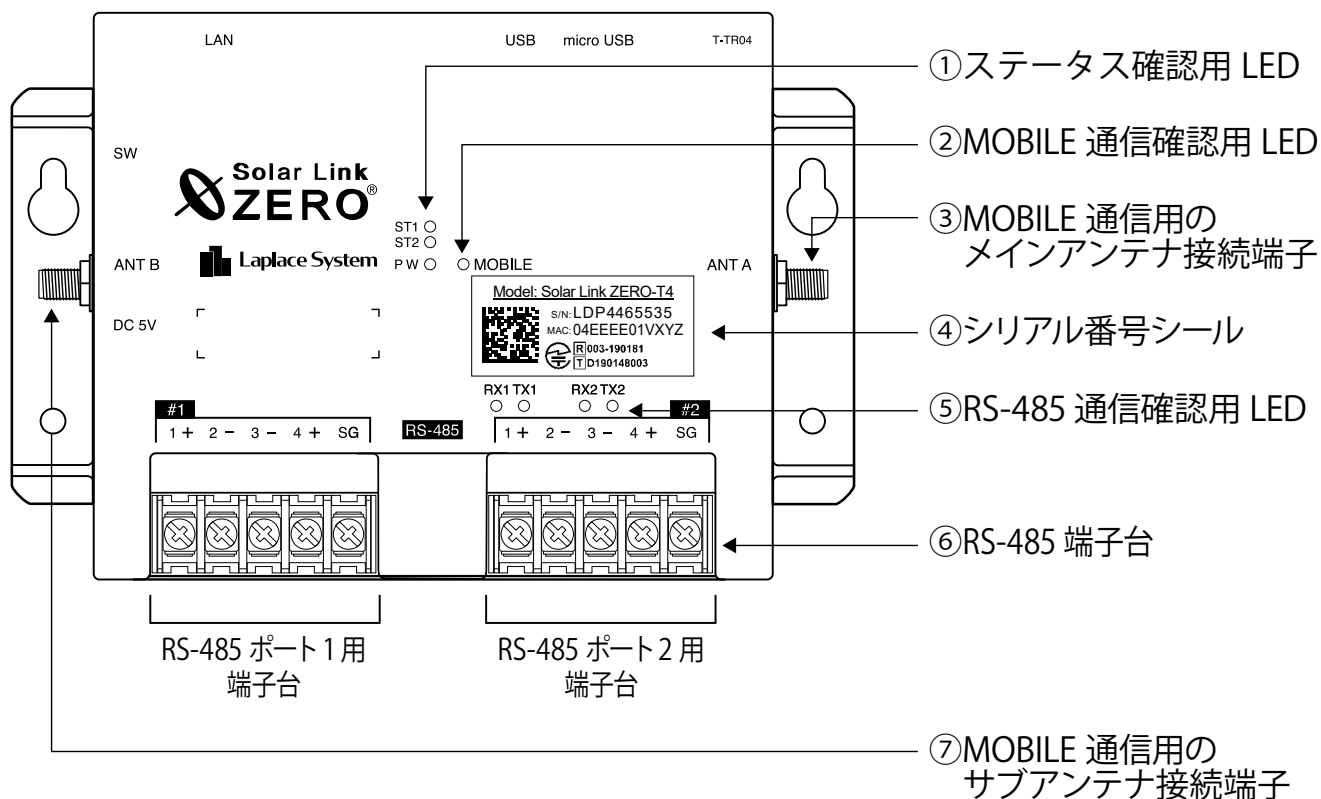 LAN
USB
micro USB
T-TR04
①ステータス確認用 LED
②MOBILE 通信確認用 LED
SW
Solar Link
ZERO®
ST1
ST2
③MOBILE 通信用の
メインアンテナ接続端子
ANT B
Laplace System
PW
MOBILE
ANT A
Model: Solar Link ZERO-T4
S/N: LDP4465535
MAC: 04EEEE01VXYZ
R 003-190181
T D190148003
DC 5V
④シリアル番号シール
RX1 TX1
RX2 TX2
⑤RS-485 通信確認用 LED
#1
1 + 2 − 3 − 4 + SG
RS-485
#2
1 + 2 − 3 − 4 + SG
⑥RS-485 端子台
RS-485 ポート 1 用
端子台
RS-485 ポート 2 用
端子台
⑦MOBILE 通信用の
サブアンテナ接続端子